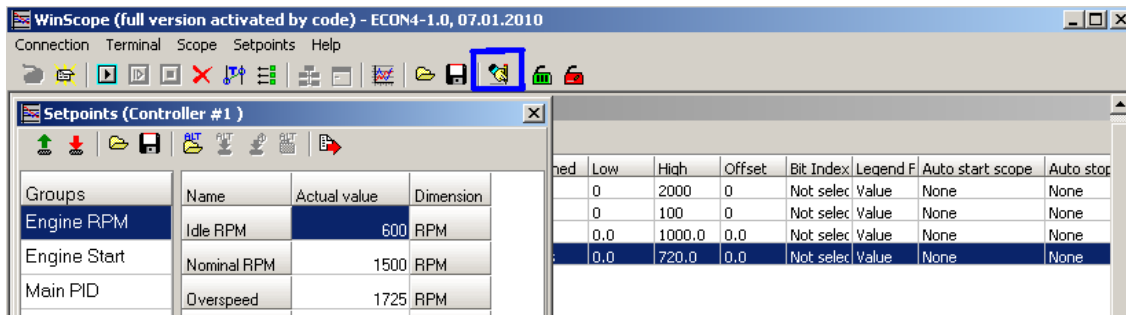 WinScope (full version activated by code) - ECON4-1.0, 07.01.2010
Connection Terminal Scope Setpoints Help
Setpoints (Controller #1 )
ALT ALT ALT ALT
ned Low High Offset Bit Index Legend F Auto start scope Auto stop
Groups Name Actual value Dimension
0 2000 0 Not selec Value None None
Engine RPM Idle RPM 600 RPM
0 100 0 Not selec Value None None
0.0 1000.0 0.0 Not selec Value None None
Engine Start Nominal RPM 1500 RPM
s 0.0 720.0 0.0 Not selec Value None None
Main PID Overspeed 1725 RPM